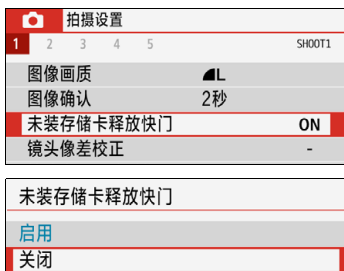 拍摄设置
1 2 3 4 5 SHOOT1
图像画质 L
图像确认 2秒
未装存储卡释放快门 ON
镜头像差校正 -
未装存储卡释放快门
启用
关闭